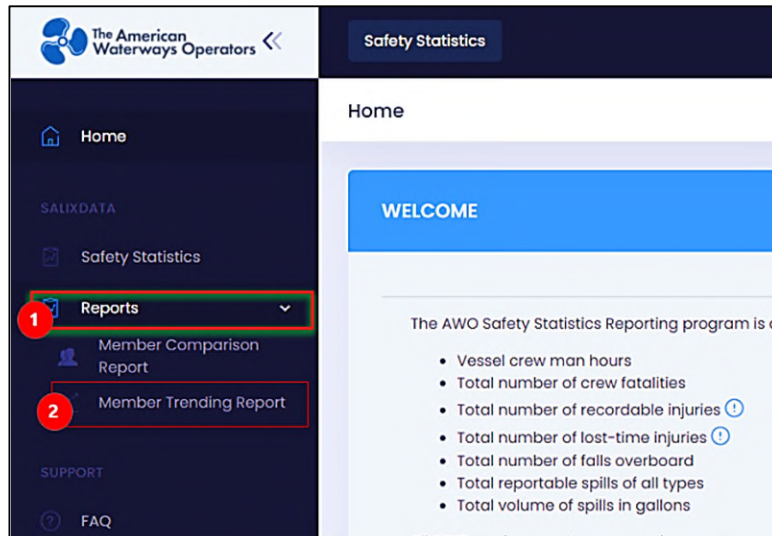 The American
Waterways Operators
Safety Statistics
Home
Home
SALIXDATA
Safety Statistics
1
Reports
Member Comparison
Report
2
Member Trending Report
SUPPORT
FAQ
WELCOME
The AWO Safety Statistics Reporting program is
• Vessel crew man hours
• Total number of crew fatalities
• Total number of recordable injuries
• Total number of lost-time injuries
• Total number of falls overboard
• Total reportable spills of all types
• Total volume of spills in gallons